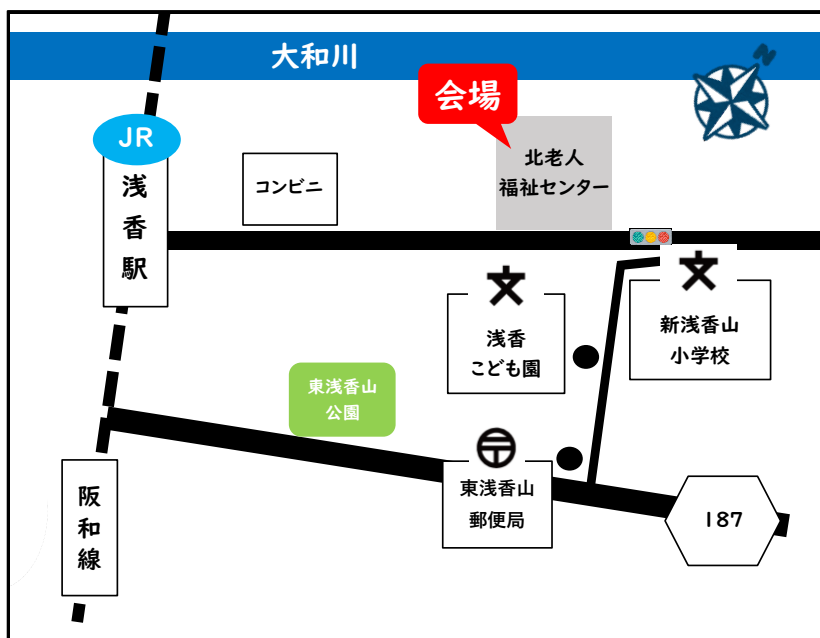 大和川
N
会場
JR
浅香駅
コンビニ
北老人
福祉センター
文
浅香
こども園
文
新浅香山
小学校
東浅香山
公園
〒
東浅香山
郵便局
187
阪和線